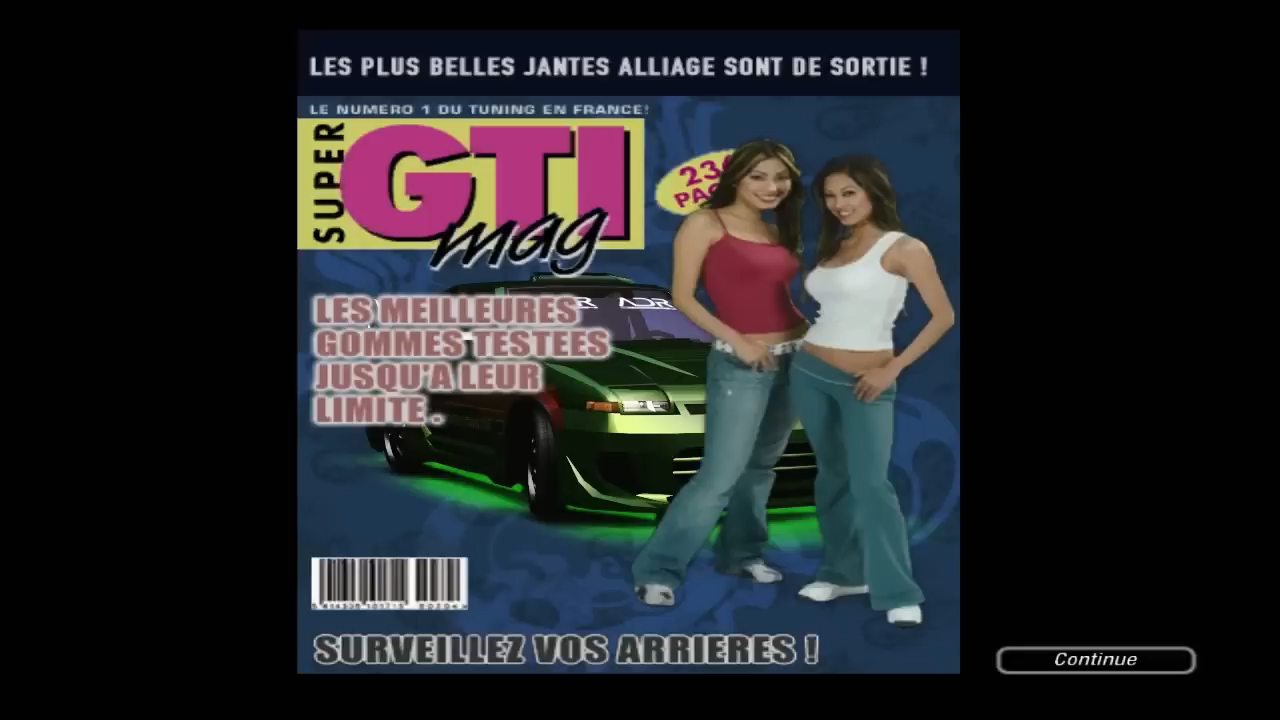 LES PLUS BELLES JANTES ALLIAGE SONT DE SORTIE !
LE NUMERO 1 DU TUNING EN FRANCE!
SUPER
GTI
mag
LES MEILLEURES
GOMMES TESTEES
JUSQU'A LEUR
LIMITE .
SURVEILLEZ VOS ARRIERES !
Continue